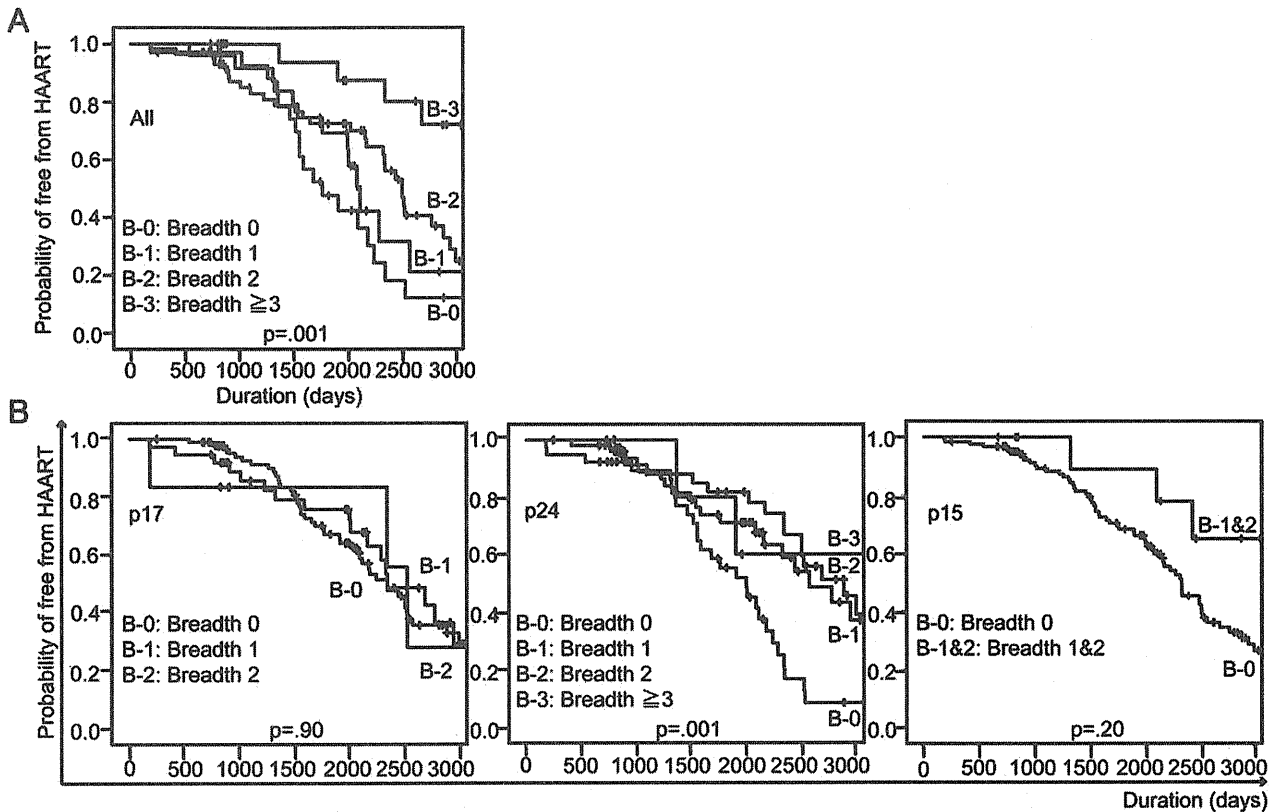 A
Probability of free from HAART
1.0
0.8
0.6
0.4
0.2
0.0
All
B-3
B-2
B-1
B-0
B-0: Breadth 0
B-1: Breadth 1
B-2: Breadth 2
B-3: Breadth ≧3
p=.001
0 500 1000 1500 2000 2500 3000
Duration (days)
B
Probability of free from HAART
1.0
0.8
0.6
0.4
0.2
0.0
p17
B-1
B-0
B-2
B-0: Breadth 0
B-1: Breadth 1
B-2: Breadth 2
p=.90
0 500 1000 1500 2000 2500 3000
1.0
0.8
0.6
0.4
0.2
0.0
p24
B-3
B-2
B-1
B-0
B-0: Breadth 0
B-1: Breadth 1
B-2: Breadth 2
B-3: Breadth ≧3
p=.001
0 500 1000 1500 2000 2500 3000
1.0
0.8
0.6
0.4
0.2
0.0
p15
B-1&2
B-0
B-0: Breadth 0
B-1&2: Breadth 1&2
p=.20
0 500 1000 1500 2000 2500 3000
Duration (days)